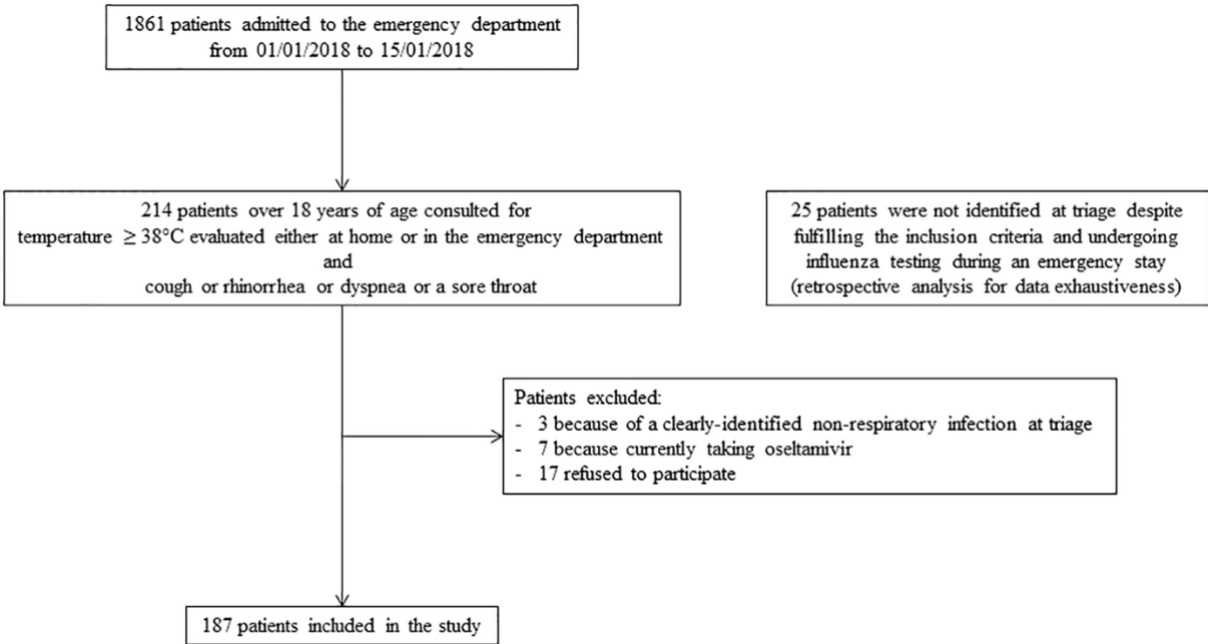 1861 patients admitted to the emergency department
from 01/01/2018 to 15/01/2018
214 patients over 18 years of age consulted for
temperature ≥ 38°C evaluated either at home or in the emergency department
and
cough or rhinorrhea or dyspnea or a sore throat
25 patients were not identified at triage despite
fulfilling the inclusion criteria and undergoing
influenza testing during an emergency stay
(retrospective analysis for data exhaustiveness)
Patients excluded:
- 3 because of a clearly-identified non-respiratory infection at triage
- 7 because currently taking oseltamivir
- 17 refused to participate
187 patients included in the study